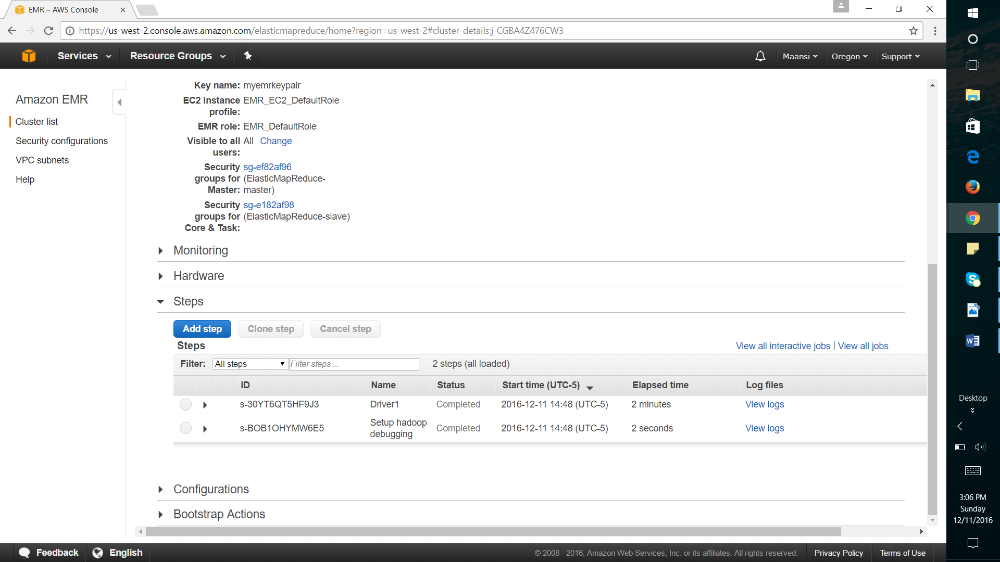 EMR – AWS Console
https://us-west-2.console.aws.amazon.com/elasticmapreduce/home?region=us-west-2#cluster-details:j-CGBA4Z476CW3
Services Resource Groups Maansi Oregon Support
Amazon EMR
Cluster list
Security configurations
VPC subnets
Help
Key name: myemrkeypair
EC2 instance EMR_EC2_DefaultRole
profile:
EMR role: EMR_DefaultRole
Visible to all All Change
users:
Security sg-ef82af96
groups for (ElasticMapReduce-
Master: master)
Security sg-e182af98
groups for (ElasticMapReduce-slave)
Core & Task:
Monitoring
Hardware
Steps
Add step Clone step Cancel step
Steps View all interactive jobs | View all jobs
Filter: All steps Filter steps ... 2 steps (all loaded)
ID Name Status Start time (UTC-5) Elapsed time Log files
s-30YT6QT5HF9J3 Driver1 Completed 2016-12-11 14:48 (UTC-5) 2 minutes View logs
s-BOB1OHYMW6E5 Setup hadoop debugging Completed 2016-12-11 14:48 (UTC-5) 2 seconds View logs
Configurations
Bootstrap Actions
Feedback English © 2008 - 2016, Amazon Web Services, Inc. or its affiliates. All rights reserved. Privacy Policy Terms of Use
Desktop
3:06 PM
Sunday
12/11/2016